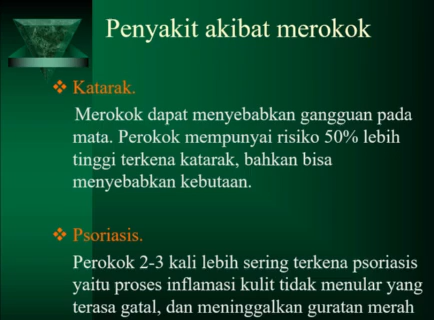 Penyakit akibat merokok
Katarak.
Merokok dapat menyebabkan gangguan pada
mata. Perokok mempunyai risiko 50% lebih
tinggi terkena katarak, bahkan bisa
menyebabkan kebutaan.
Psoriasis.
Perokok 2-3 kali lebih sering terkena psoriasis
yaitu proses inflamasi kulit tidak menular yang
terasa gatal, dan meninggalkan guratan merah